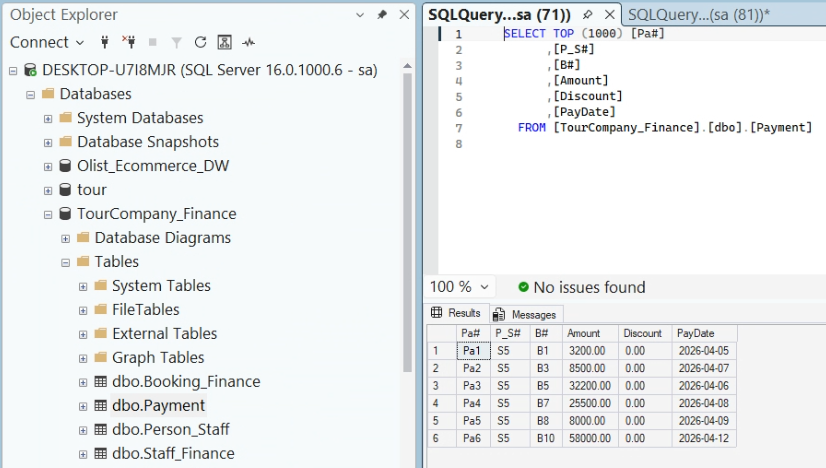 Object Explorer
Connect
DESKTOP-U7I8MJR (SQL Server 16.0.1000.6 - sa)
Databases
System Databases
Database Snapshots
Olist_Ecommerce_DW
tour
TourCompany_Finance
Database Diagrams
Tables
System Tables
FileTables
External Tables
Graph Tables
dbo.Booking_Finance
dbo.Payment
dbo.Person_Staff
dbo.Staff_Finance
SQLQuery...sa (71)) SQLQuery...(sa (81))*
1 SELECT TOP (1000) [Pa#]
2 ,[P_S#]
3 ,[B#]
4 ,[Amount]
5 ,[Discount]
6 ,[PayDate]
7 FROM [TourCompany_Finance].[dbo].[Payment]
8
100 % No issues found
Results Messages
Pa# P_S# B# Amount Discount PayDate
1 Pa1 S5 B1 3200.00 0.00 2026-04-05
2 Pa2 S5 B3 8500.00 0.00 2026-04-07
3 Pa3 S5 B5 32200.00 0.00 2026-04-06
4 Pa4 S5 B7 25500.00 0.00 2026-04-08
5 Pa5 S5 B8 8000.00 0.00 2026-04-09
6 Pa6 S5 B10 58000.00 0.00 2026-04-12